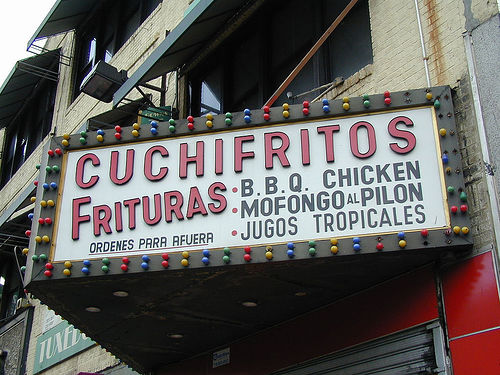 CUCHIFRITOS
FRITURAS
• B.B.Q. CHICKEN
• MOFONGO AL PILON
• JUGOS TROPICALES
ORDENES PARA AFUERA